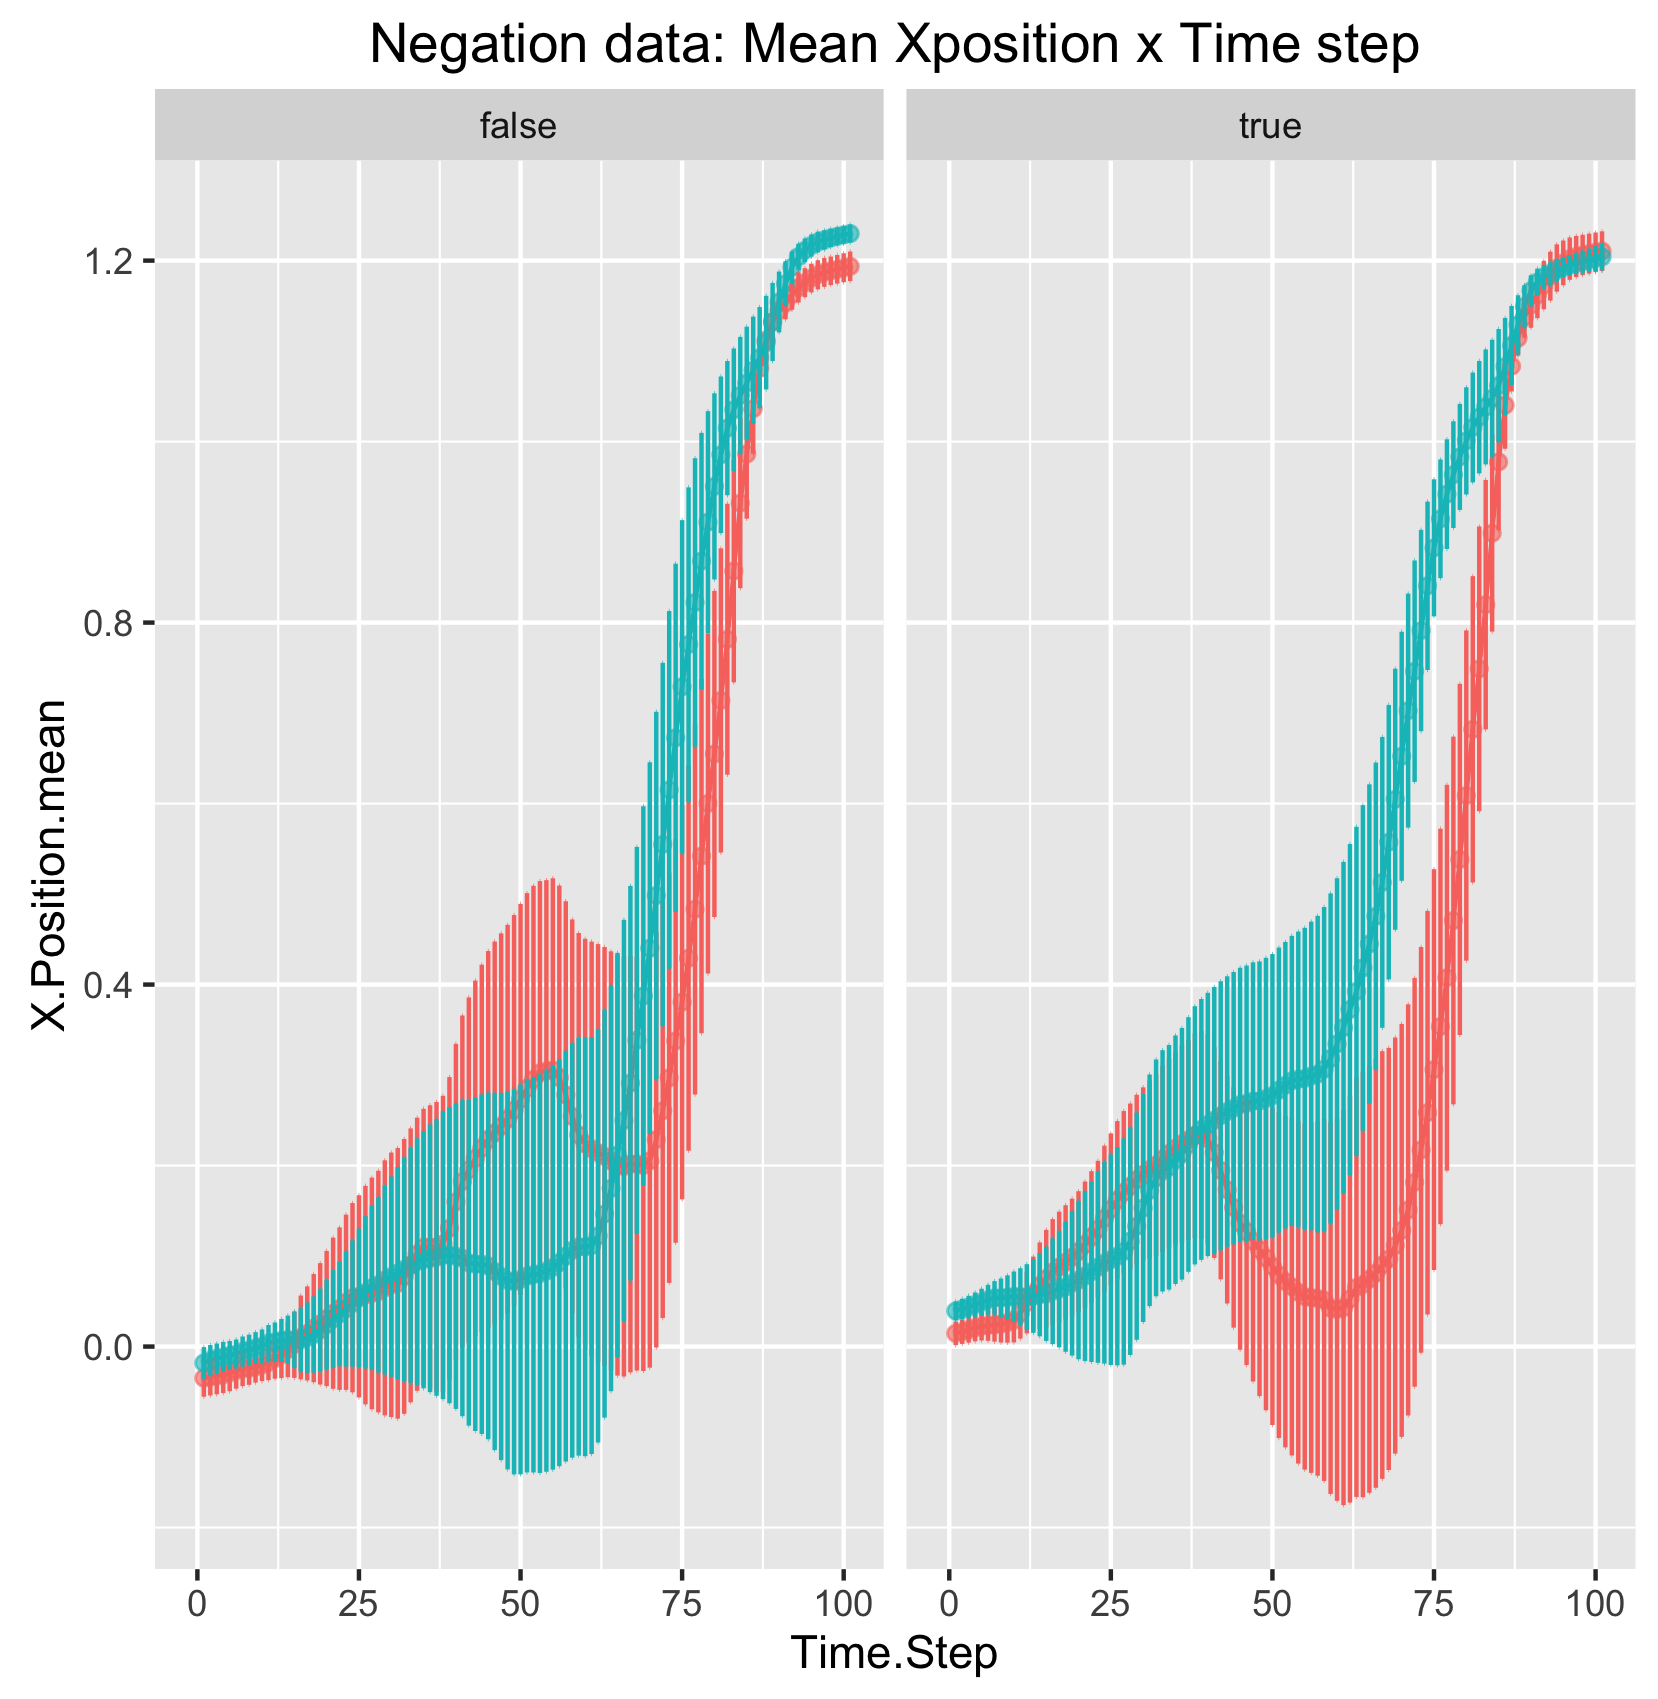 Negation data: Mean Xposition x Time step
false
true
1.2
0.8
0.4
0.0
X.Position.mean
0 25 50 75 100
0 25 50 75 100
Time.Step